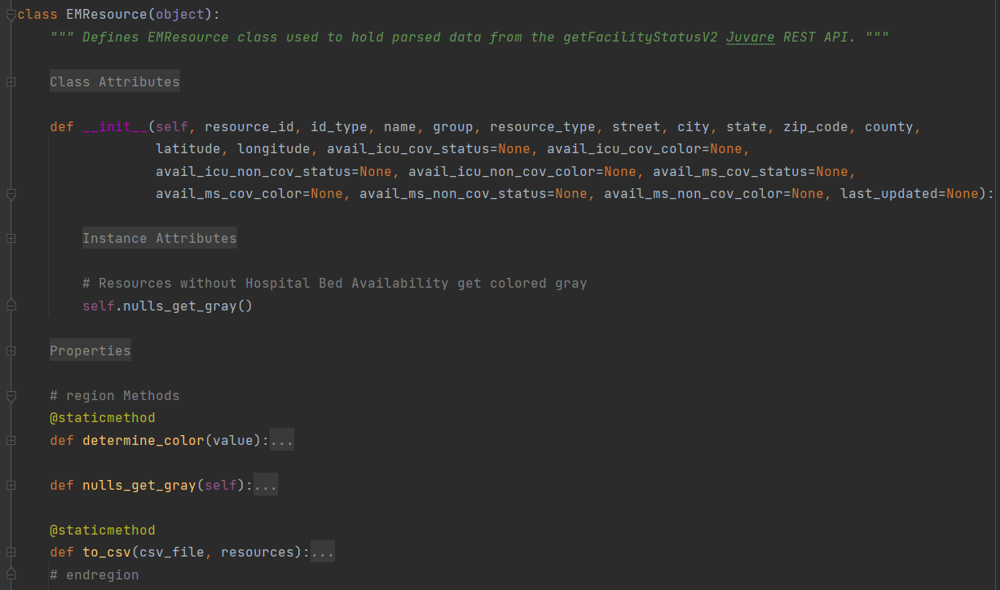 class EMResource(object):
    """ Defines EMResource class used to hold parsed data from the getFacilityStatusV2 Juvare REST API. """
    Class Attributes
    def __init__(self, resource_id, id_type, name, group, resource_type, street, city, state, zip_code, county,
                 latitude, longitude, avail_icu_cov_status=None, avail_icu_cov_color=None,
                 avail_icu_non_cov_status=None, avail_icu_non_cov_color=None, avail_ms_cov_status=None,
                 avail_ms_cov_color=None, avail_ms_non_cov_status=None, avail_ms_non_cov_color=None, last_updated=None):
        Instance Attributes
        # Resources without Hospital Bed Availability get colored gray
        self.nulls_get_gray()
    Properties
    # region Methods
    @staticmethod
    def determine_color(value):...
    def nulls_get_gray(self):...
    @staticmethod
    def to_csv(csv_file, resources):...
    # endregion